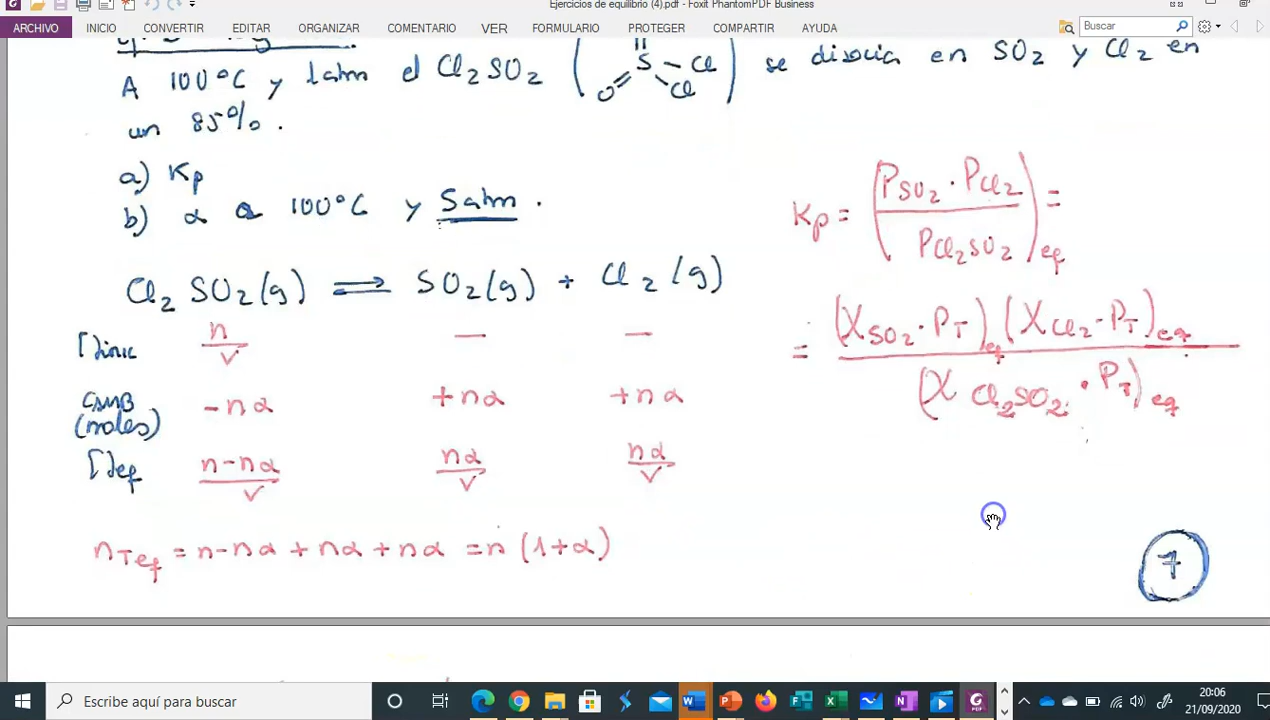 Ejercicios de equilibrio (4).pdf - Foxit PhantomPDF Business
ARCHIVO INICIO CONVERTIR EDITAR ORGANIZAR COMENTARIO VER FORMULARIO PROTEGER COMPARTIR AYUDA Buscar
A 100°C y 1atm el Cl2SO2 ( O=S Cl Cl ) se disocia en SO2 y Cl2 en
un 85%.
a) Kp
b) α a 100°C y 5atm.
Kp = (PSO2 · PCl2 / PCl2SO2)eq =
Cl2SO2(g) ⇌ SO2(g) + Cl2(g)
[]inic n/V — —
= (XSO2 · PT)eq (XCl2 · PT)eq / (XCl2SO2 · PT)eq
CAMB (moles) -nα +nα +nα
[]eq n-nα/V nα/V nα/V
nTeq = n-nα + nα + nα = n (1+α)
7
Escribe aquí para buscar
20:06
21/09/2020